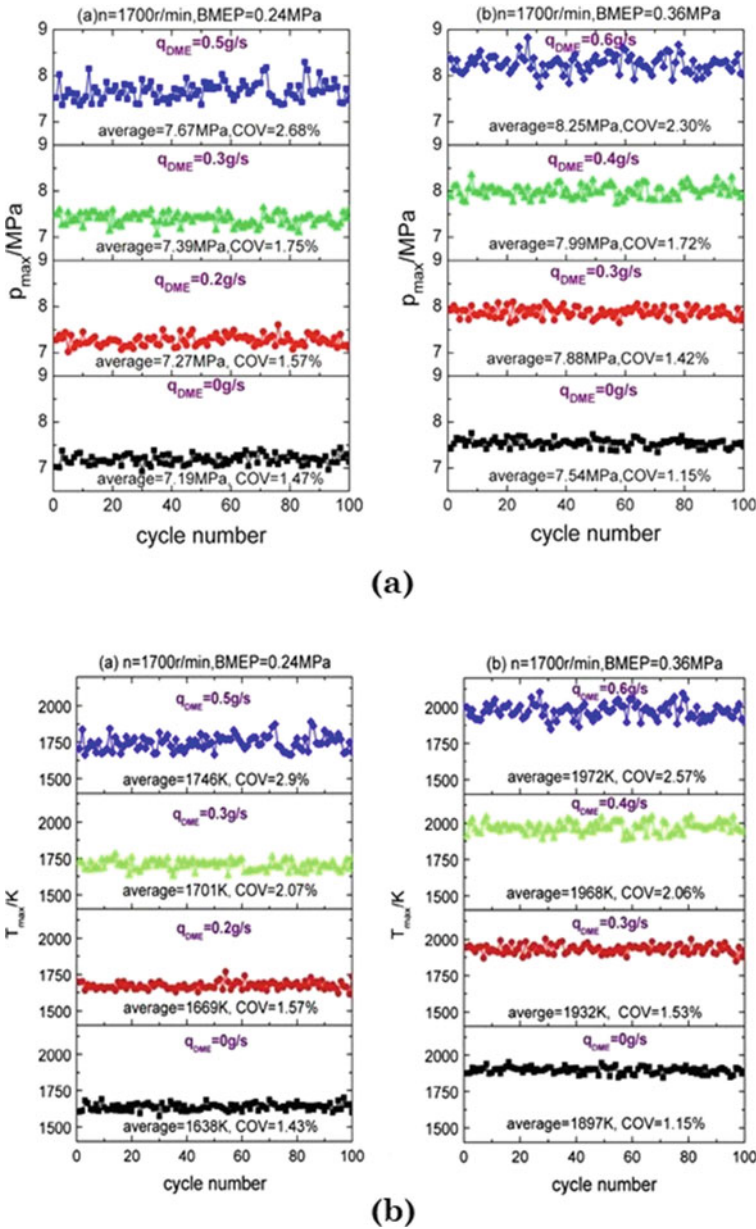 (a)n=1700r/min,BMEP=0.24MPa
9
q_DME=0.5g/s
8
7
average=7.67MPa,COV=2.68%
9
q_DME=0.3g/s
8
7
average=7.39MPa,COV=1.75%
9
q_DME=0.2g/s
8
7
average=7.27MPa, COV=1.57%
9
q_DME=0g/s
8
7
average=7.19MPa, COV=1.47%
0 20 40 60 80 100
cycle number
p_max/MPa
(b)n=1700r/min,BMEP=0.36MPa
9
q_DME=0.6g/s
8
7
average=8.25MPa,COV=2.30%
9
q_DME=0.4g/s
8
7
average=7.99MPa,COV=1.72%
9
q_DME=0.3g/s
8
7
average=7.88MPa,COV=1.42%
9
q_DME=0g/s
8
7
average=7.54MPa,COV=1.15%
0 20 40 60 80 100
cycle number
p_max/MPa
(a)
(a) n=1700r/min,BMEP=0.24MPa
q_DME=0.5g/s
2000
1750
1500
average=1746K, COV=2.9%
q_DME=0.3g/s
2000
1750
1500
average=1701K, COV=2.07%
q_DME=0.2g/s
2000
1750
1500
average=1669K, COV=1.57%
q_DME=0g/s
2000
1750
1500
average=1638K, COV=1.43%
0 20 40 60 80 100
cycle number
T_max/K
(b) n=1700r/min,BMEP=0.36MPa
q_DME=0.6g/s
2000
1750
1500
average=1972K, COV=2.57%
q_DME=0.4g/s
2000
1750
1500
average=1968K, COV=2.06%
q_DME=0.3g/s
2000
1750
1500
averge=1932K, COV=1.53%
q_DME=0g/s
2000
1750
1500
average=1897K, COV=1.15%
0 20 40 60 80 100
cycle number
T_max/K
(b)